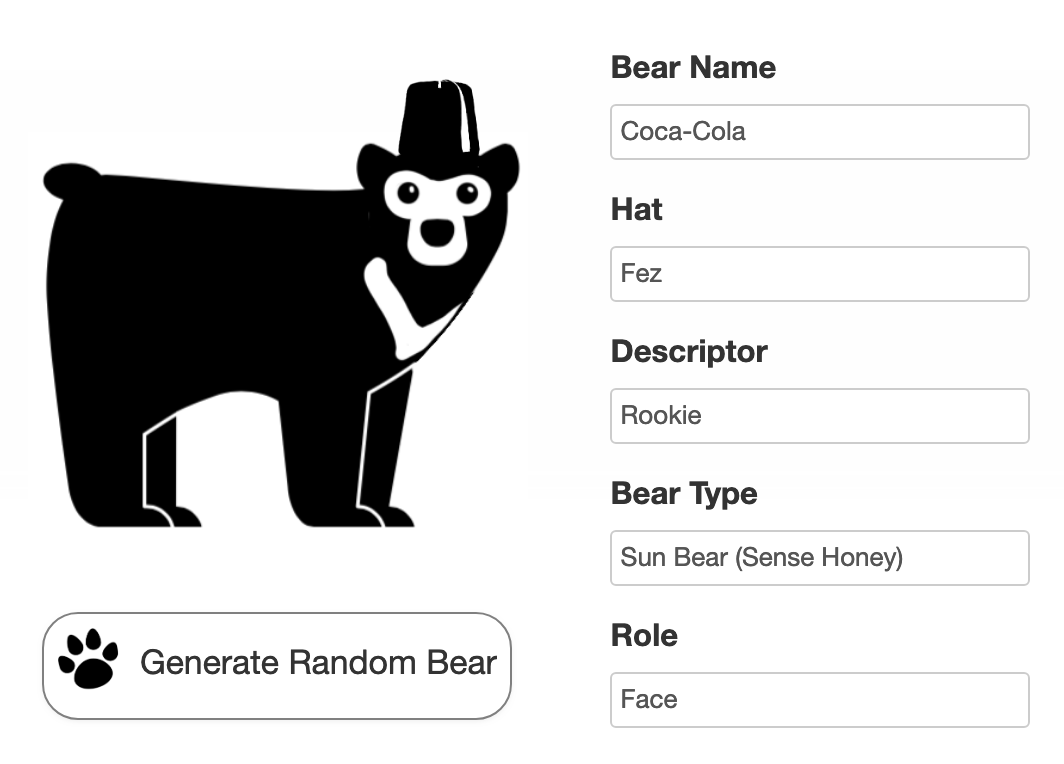 Bear Name
Coca-Cola
Hat
Fez
Descriptor
Rookie
Bear Type
Sun Bear (Sense Honey)
Role
Face
Generate Random Bear